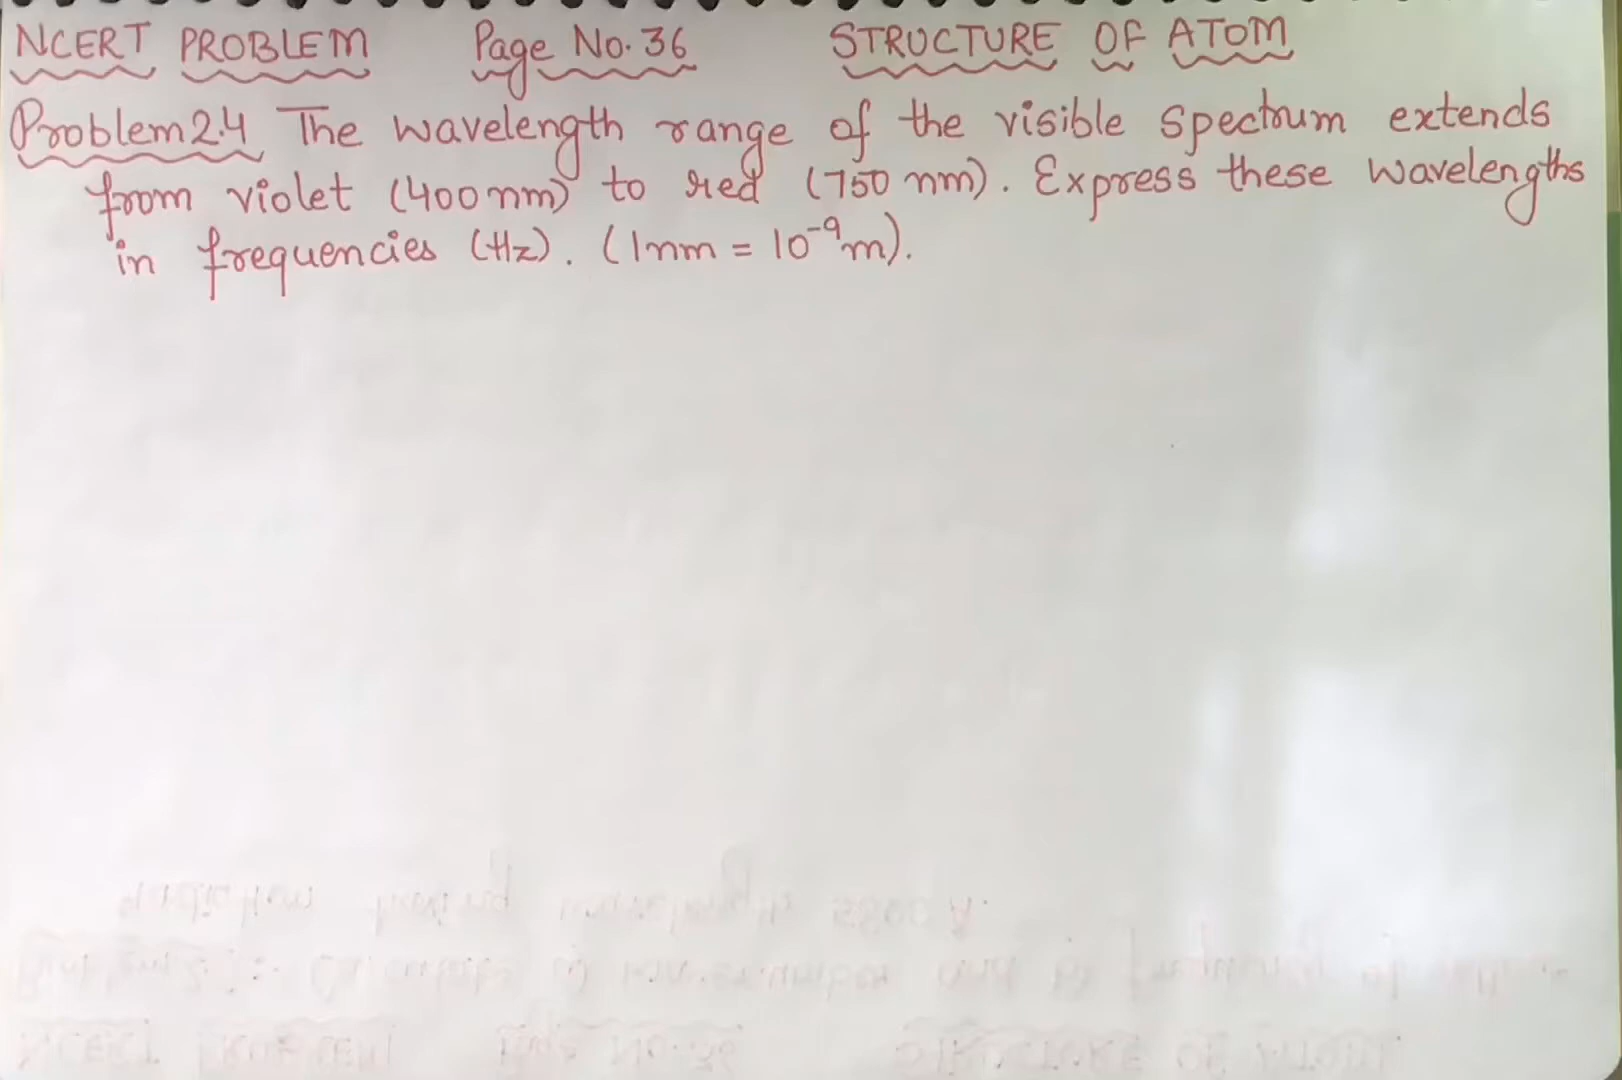 NCERT PROBLEM Page No. 36 STRUCTURE OF ATOM
Problem 2.4 The wavelength range of the visible spectrum extends
from violet (400 nm) to red (750 nm). Express these wavelengths
in frequencies (Hz). (1nm = 10⁻⁹m).